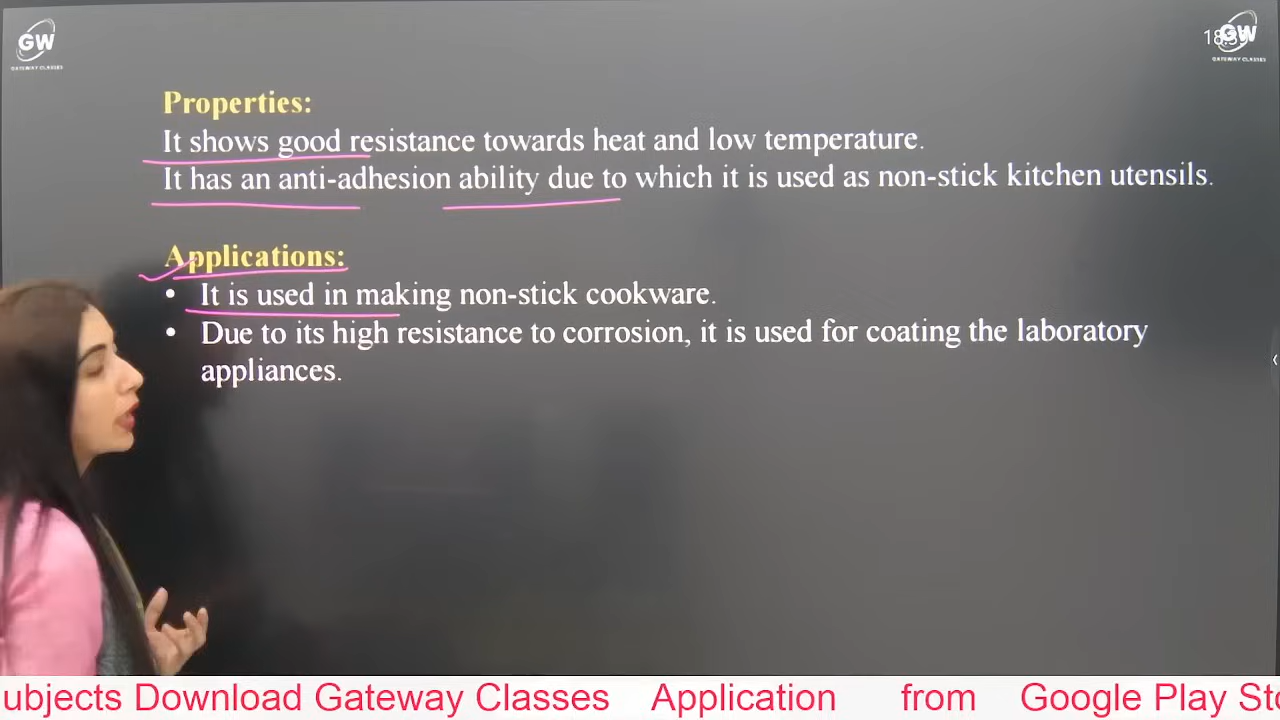 GW
GATEWAY CLASSES
GW
GATEWAY CLASSES
Properties:
It shows good resistance towards heat and low temperature.
It has an anti-adhesion ability due to which it is used as non-stick kitchen utensils.
Applications:
• It is used in making non-stick cookware.
• Due to its high resistance to corrosion, it is used for coating the laboratory
appliances.
ubjects Download Gateway Classes Application from Google Play Sto